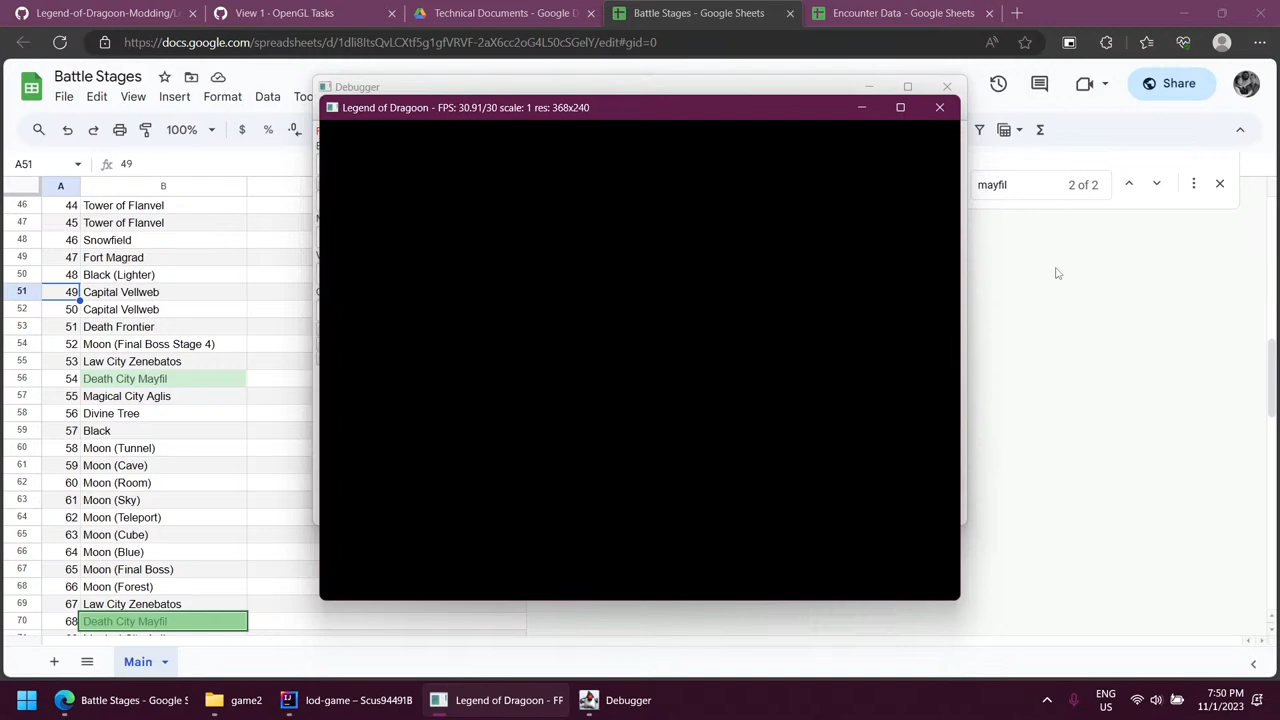 Legend-of-Dragoon-Modding/Le
View 1 - OpenGL Tasks
Technical Documents - Google D
Battle Stages - Google Sheets
Encounter Data - Google Sheets
https://docs.google.com/spreadsheets/d/1dli8ItsQvLCXtf5g1gfVRVF-2aX6cc2oG4L50cSGelY/edit#gid=0
Battle Stages
File Edit View Insert Format Data Too
Share
Debugger
Legend of Dragoon - FPS: 30.91/30 scale: 1 res: 368x240
100%
$ % .0
A51 fx 49
mayfil 2 of 2
A B
46 44 Tower of Flanvel
47 45 Tower of Flanvel
48 46 Snowfield
49 47 Fort Magrad
50 48 Black (Lighter)
51 49 Capital Vellweb
52 50 Capital Vellweb
53 51 Death Frontier
54 52 Moon (Final Boss Stage 4)
55 53 Law City Zenebatos
56 54 Death City Mayfil
57 55 Magical City Aglis
58 56 Divine Tree
59 57 Black
60 58 Moon (Tunnel)
61 59 Moon (Cave)
62 60 Moon (Room)
63 61 Moon (Sky)
64 62 Moon (Teleport)
65 63 Moon (Cube)
66 64 Moon (Blue)
67 65 Moon (Final Boss)
68 66 Moon (Forest)
69 67 Law City Zenebatos
70 68 Death City Mayfil
Main
Battle Stages - Google S
game2
lod-game – Scus94491B
Legend of Dragoon - FF
Debugger
ENG
US
7:50 PM
11/1/2023